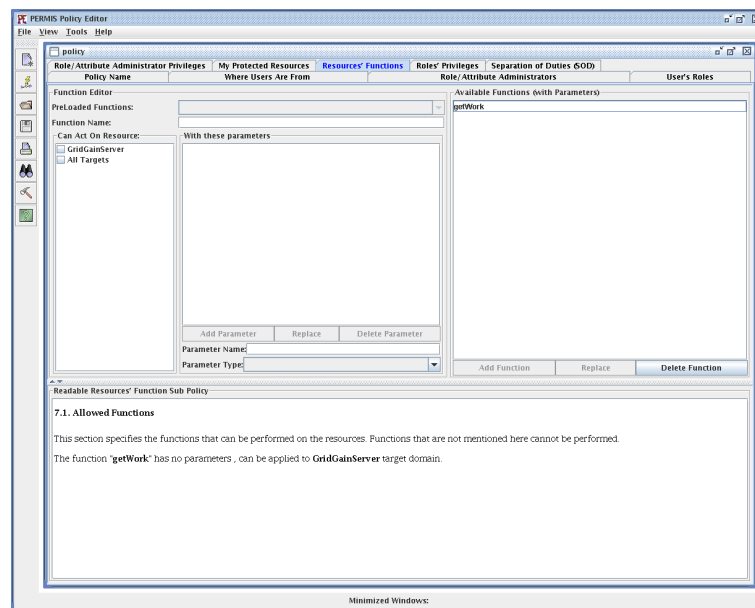 PERMIS Policy Editor
File View Tools Help
policy
Role/Attribute Administrator Privileges My Protected Resources Resources' Functions Roles' Privileges Separation of Duties (SOD)
Policy Name Where Users Are From Role/Attribute Administrators User's Roles
Function Editor
PreLoaded Functions:
Function Name:
Can Act On Resource:
GridGainServer
All Targets
With these parameters
Add Parameter Replace Delete Parameter
Parameter Name:
Parameter Type:
Available Functions (with Parameters)
getWork
Add Function Replace Delete Function
Readable Resources' Function Sub Policy
7.1. Allowed Functions
This section specifies the functions that can be performed on the resources. Functions that are not mentioned here cannot be performed.
The function "getWork" has no parameters , can be applied to GridGainServer target domain.
Minimized Windows: